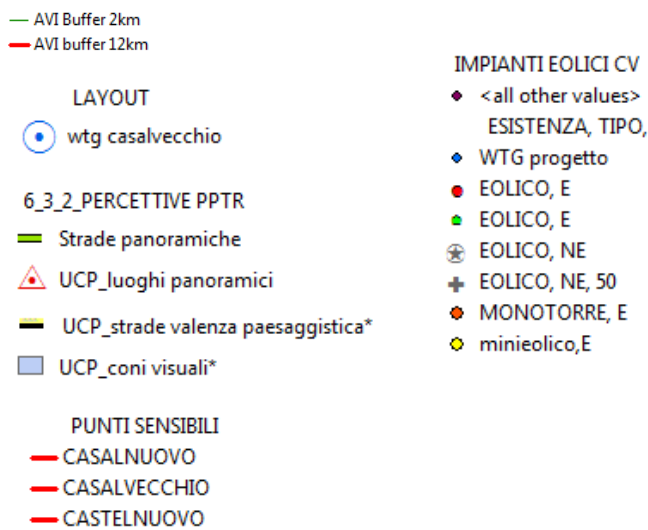 AVI Buffer 2km
AVI buffer 12km
LAYOUT
wtg casalvecchio
6_3_2_PERCETTIVE PPTR
Strade panoramiche
UCP_luoghi panoramici
UCP_strade valenza paesaggistica*
UCP_coni visuali*
PUNTI SENSIBILI
CASALNUOVO
CASALVECCHIO
CASTELNUOVO
IMPIANTI EOLICI CV
<all other values>
ESISTENZA, TIPO,
WTG progetto
EOLICO, E
EOLICO, E
EOLICO, NE
EOLICO, NE, 50
MONOTORRE, E
minieolico,E